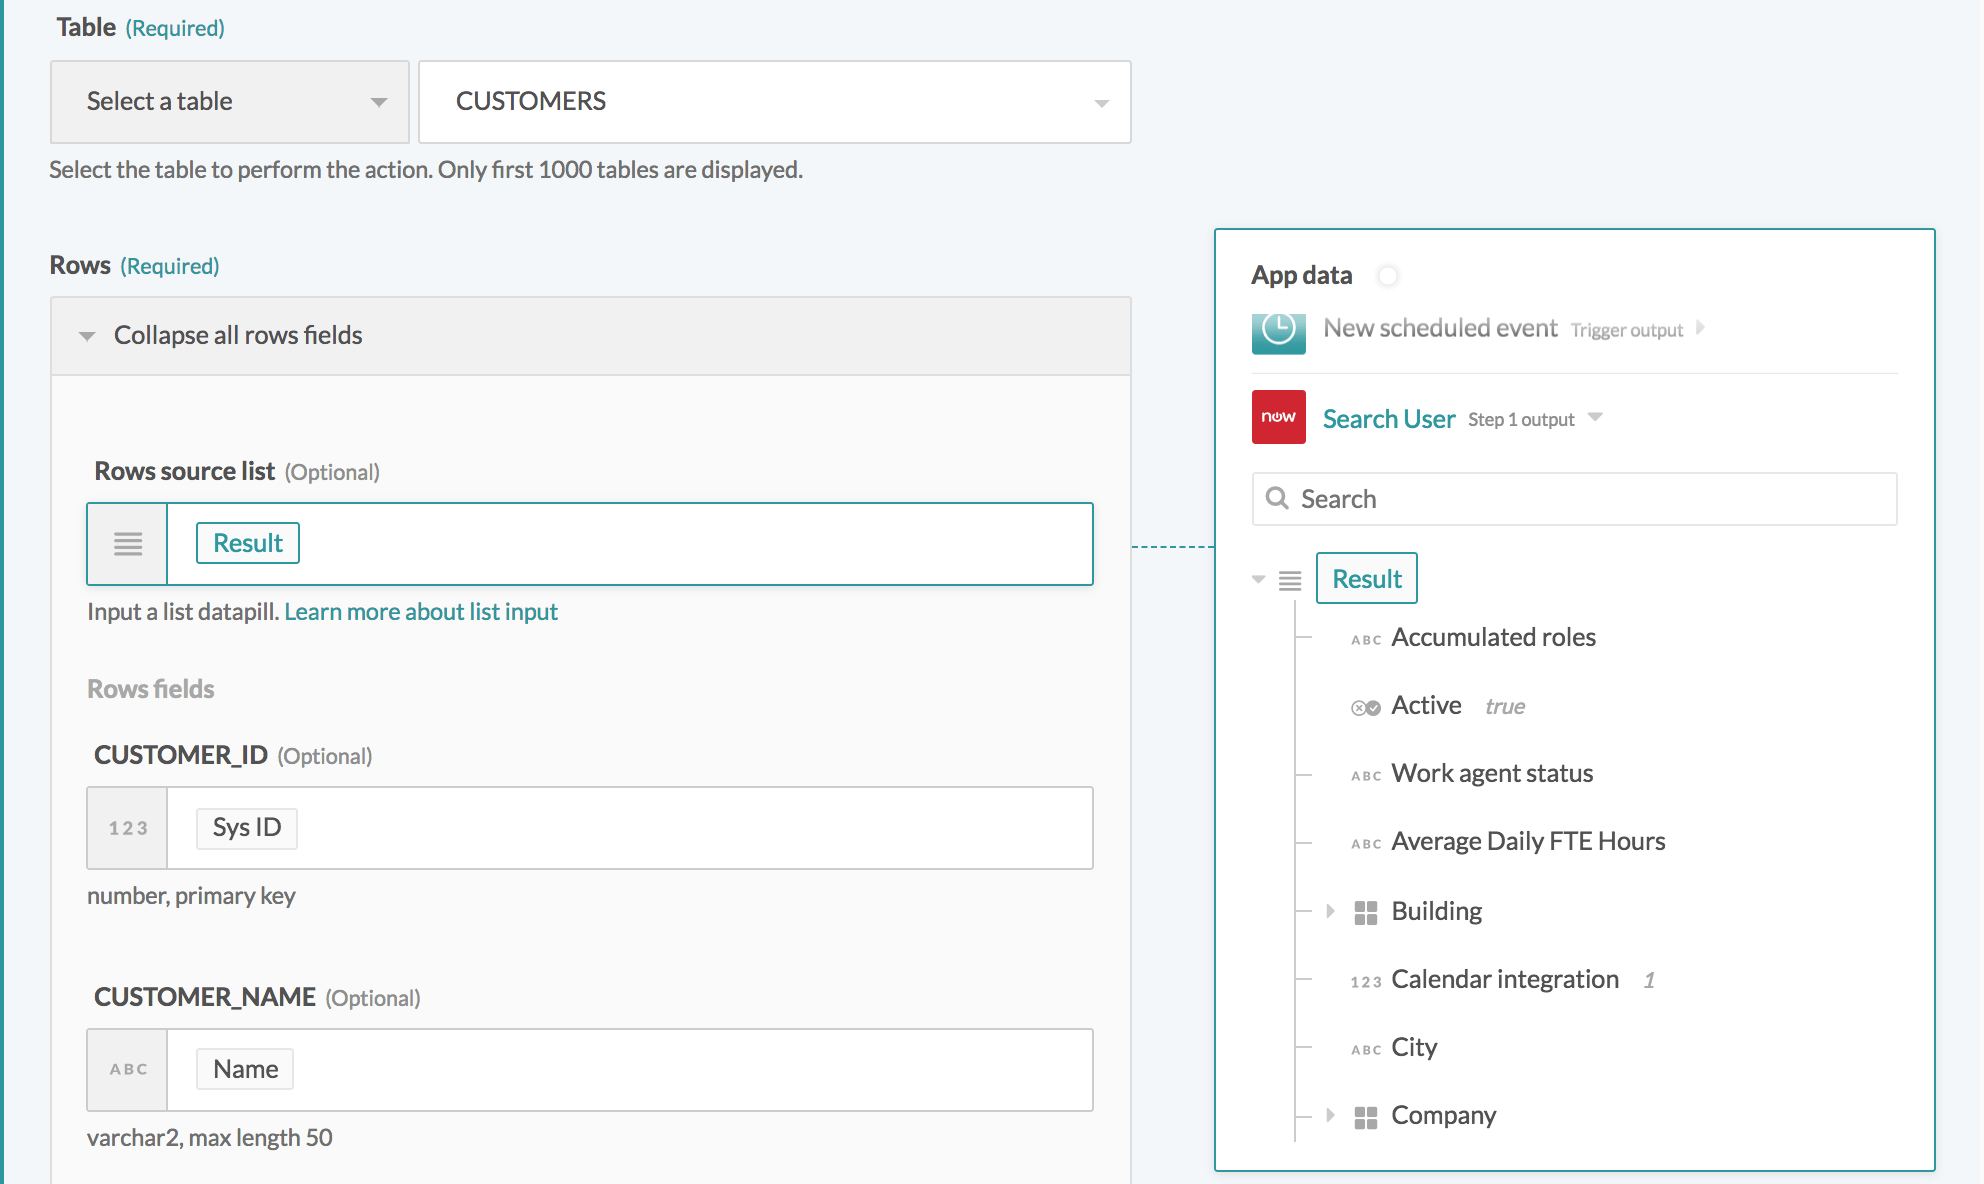 Table (Required)
Select a table
CUSTOMERS
Select the table to perform the action. Only first 1000 tables are displayed.
Rows (Required)
Collapse all rows fields
Rows source list (Optional)
Result
Input a list datapill. Learn more about list input
Rows fields
CUSTOMER_ID (Optional)
123
Sys ID
number, primary key
CUSTOMER_NAME (Optional)
ABC
Name
varchar2, max length 50
App data
New scheduled event Trigger output
now
Search User Step 1 output
Search
Result
ABC Accumulated roles
Active true
ABC Work agent status
ABC Average Daily FTE Hours
Building
123 Calendar integration 1
ABC City
Company